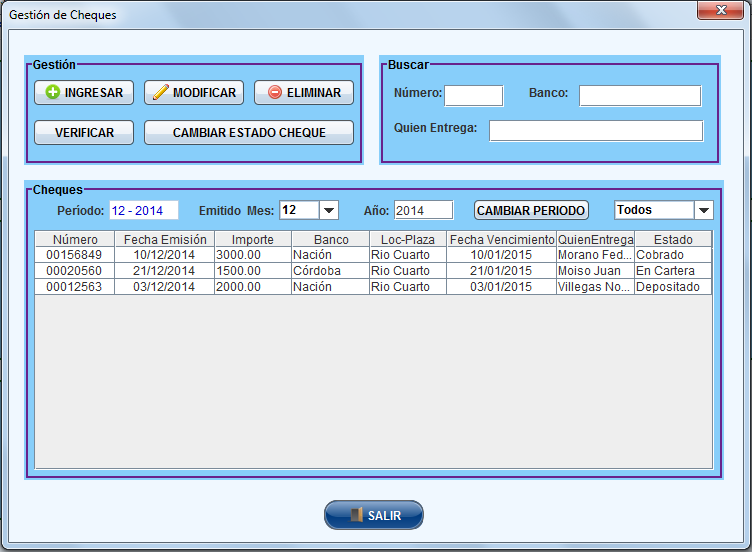 Gestión de Cheques
Gestión
INGRESAR MODIFICAR ELIMINAR
VERIFICAR CAMBIAR ESTADO CHEQUE
Buscar
Número: Banco:
Quien Entrega:
Cheques
Periodo: 12 - 2014 Emitido Mes: 12 Año: 2014 CAMBIAR PERIODO Todos
Número Fecha Emisión Importe Banco Loc-Plaza Fecha Vencimiento QuienEntrega Estado
00156849 10/12/2014 3000.00 Nación Rio Cuarto 10/01/2015 Morano Fed... Cobrado
00020560 21/12/2014 1500.00 Córdoba Rio Cuarto 21/01/2015 Moiso Juan En Cartera
00012563 03/12/2014 2000.00 Nación Rio Cuarto 03/01/2015 Villegas No... Depositado
SALIR